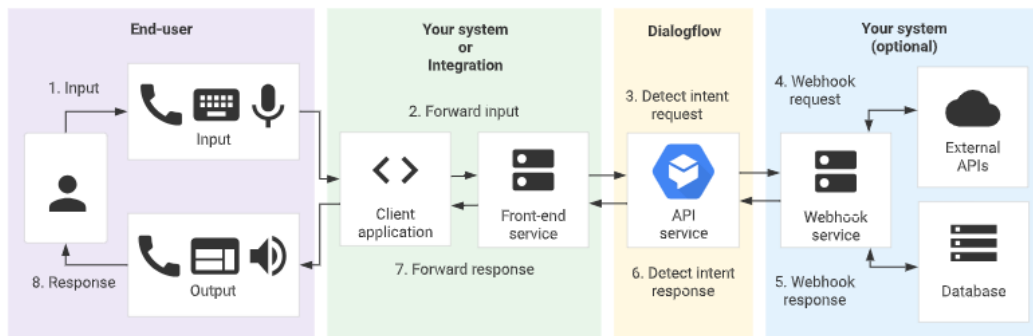 End-user
Your system
or
Integration
Dialogflow
Your system
(optional)
1. Input
Input
2. Forward input
3. Detect intent
request
4. Webhook
request
External
APIs
Client
application
Front-end
service
API
service
Webhook
service
8. Response
Output
7. Forward response
6. Detect intent
response
5. Webhook
response
Database